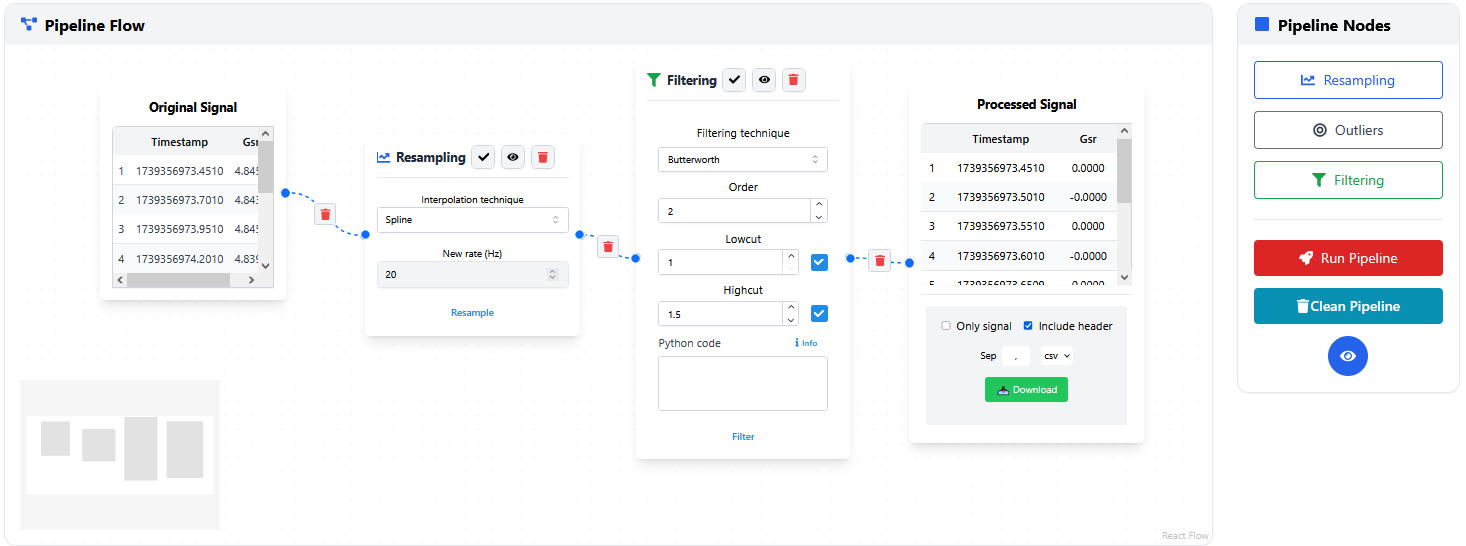 Pipeline Flow
Original Signal
Timestamp Gsr
1 1739356973.4510 4.845
2 1739356973.7010 4.843
3 1739356973.9510 4.845
4 1739356974.2010 4.839
Resampling
Interpolation technique
Spline
New rate (Hz)
20
Resample
Filtering
Filtering technique
Butterworth
Order
2
Lowcut
1
Highcut
1.5
Python code i Info
Filter
Processed Signal
Timestamp Gsr
1 1739356973.4510 0.0000
2 1739356973.5010 -0.0000
3 1739356973.5510 0.0000
4 1739356973.6010 -0.0000
5 1739356973.6509 0.0000
Only signal Include header
Sep , csv
Download
React Flow
Pipeline Nodes
Resampling
Outliers
Filtering
Run Pipeline
Clean Pipeline